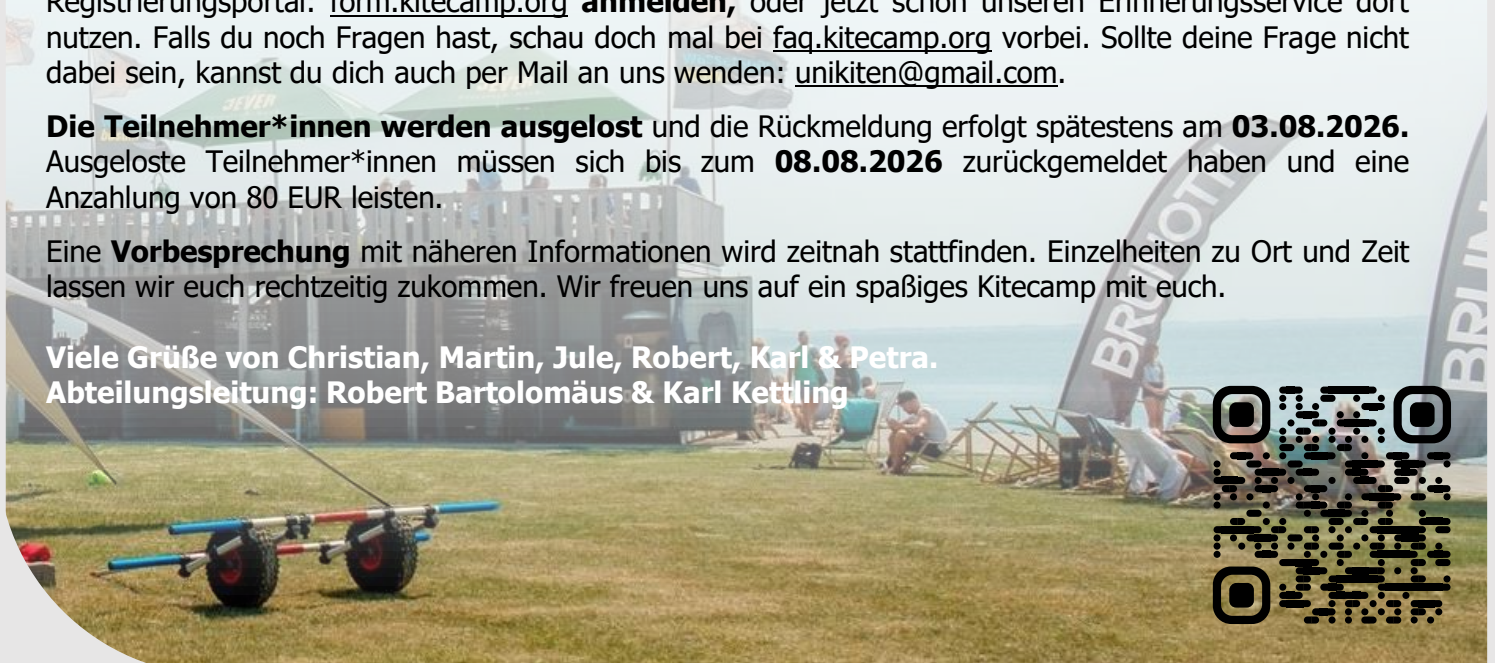 Registrierungsportal: form.kitecamp.org anmelden, oder jetzt schon unseren Erinnerungsservice dort
nutzen. Falls du noch Fragen hast, schau doch mal bei faq.kitecamp.org vorbei. Sollte deine Frage nicht
dabei sein, kannst du dich auch per Mail an uns wenden: unikiten@gmail.com.
Die Teilnehmer*innen werden ausgelost und die Rückmeldung erfolgt spätestens am 03.08.2026.
Ausgeloste Teilnehmer*innen müssen sich bis zum 08.08.2026 zurückgemeldet haben und eine
Anzahlung von 80 EUR leisten.
Eine Vorbesprechung mit näheren Informationen wird zeitnah stattfinden. Einzelheiten zu Ort und Zeit
lassen wir euch rechtzeitig zukommen. Wir freuen uns auf ein spaßiges Kitecamp mit euch.
Viele Grüße von Christian, Martin, Jule, Robert, Karl & Petra.
Abteilungsleitung: Robert Bartolomäus & Karl Kettling
JEVER
BRUNOTTI
BRUN